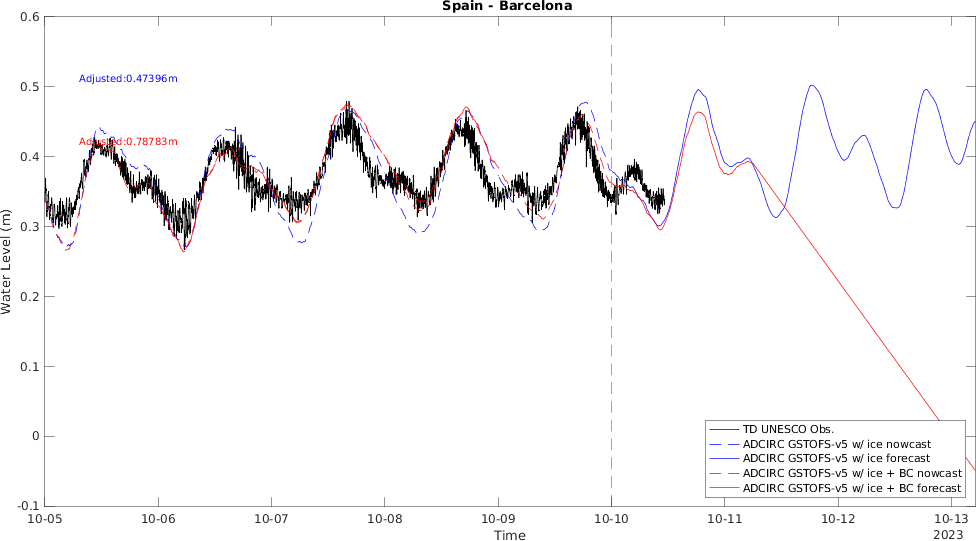 Spain - Barcelona
0.6
0.5
0.4
0.3
0.2
0.1
0
-0.1
Water Level (m)
Adjusted:0.47396m
Adjusted:0.78783m
TD UNESCO Obs.
ADCIRC GSTOFS-v5 w/ ice nowcast
ADCIRC GSTOFS-v5 w/ ice forecast
ADCIRC GSTOFS-v5 w/ ice + BC nowcast
ADCIRC GSTOFS-v5 w/ ice + BC forecast
10-05 10-06 10-07 10-08 10-09 10-10 10-11 10-12 10-13
2023
Time